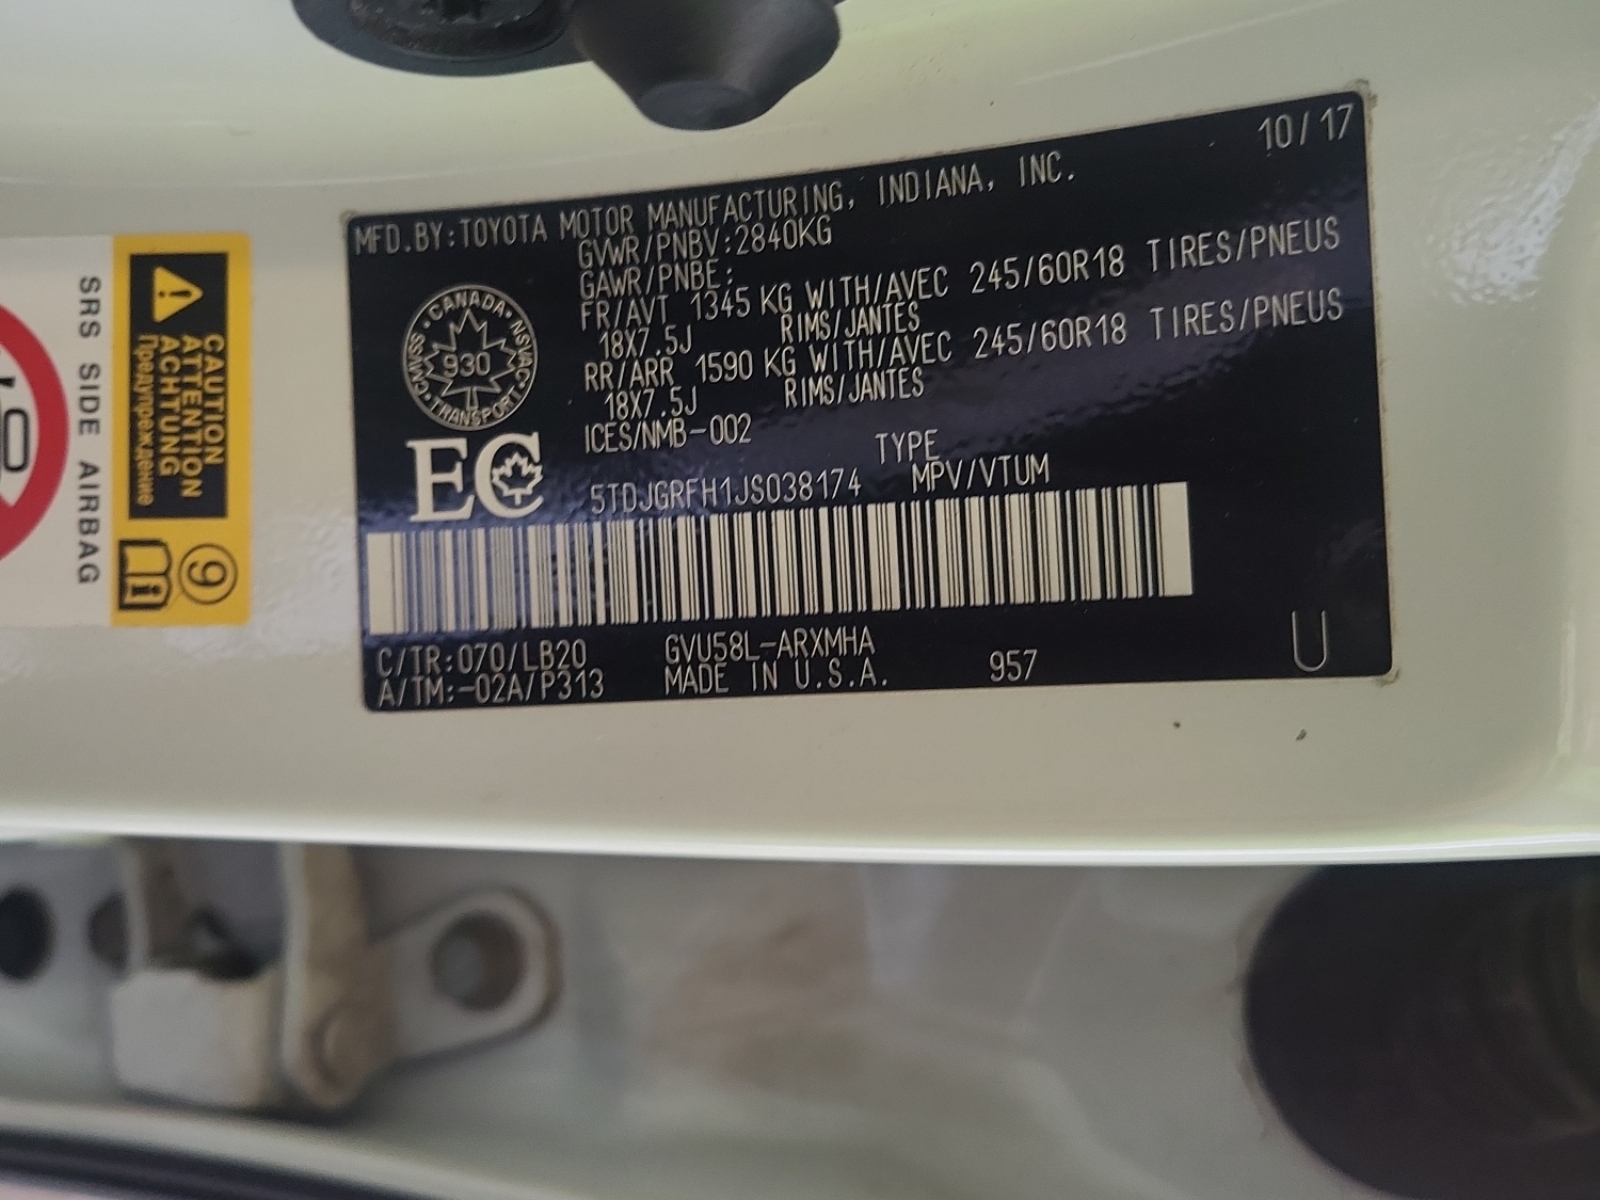 10/17
MFD.BY:TOYOTA MOTOR MANUFACTURING, INDIANA, INC.
GVWR/PNBV:2840KG
GAWR/PNBE:
FR/AVT 1345 KG WITH/AVEC 245/60R18 TIRES/PNEUS
18X7.5J RIMS/JANTES
RR/ARR 1590 KG WITH/AVEC 245/60R18 TIRES/PNEUS
18X7.5J RIMS/JANTES
ICES/NMB-002
CANADA · NSVAC · TRANSPORT · CMVSS ·
930
EC
TYPE
5TDJGRFH1JS038174 MPV/VTUM
C/TR:070/LB20 GVU58L-ARXMHA
A/TM:-02A/P313 MADE IN U.S.A. 957 U
CAUTION
ATTENTION
ACHTUNG
Предупреждение
SRS SIDE AIRBAG
9
i